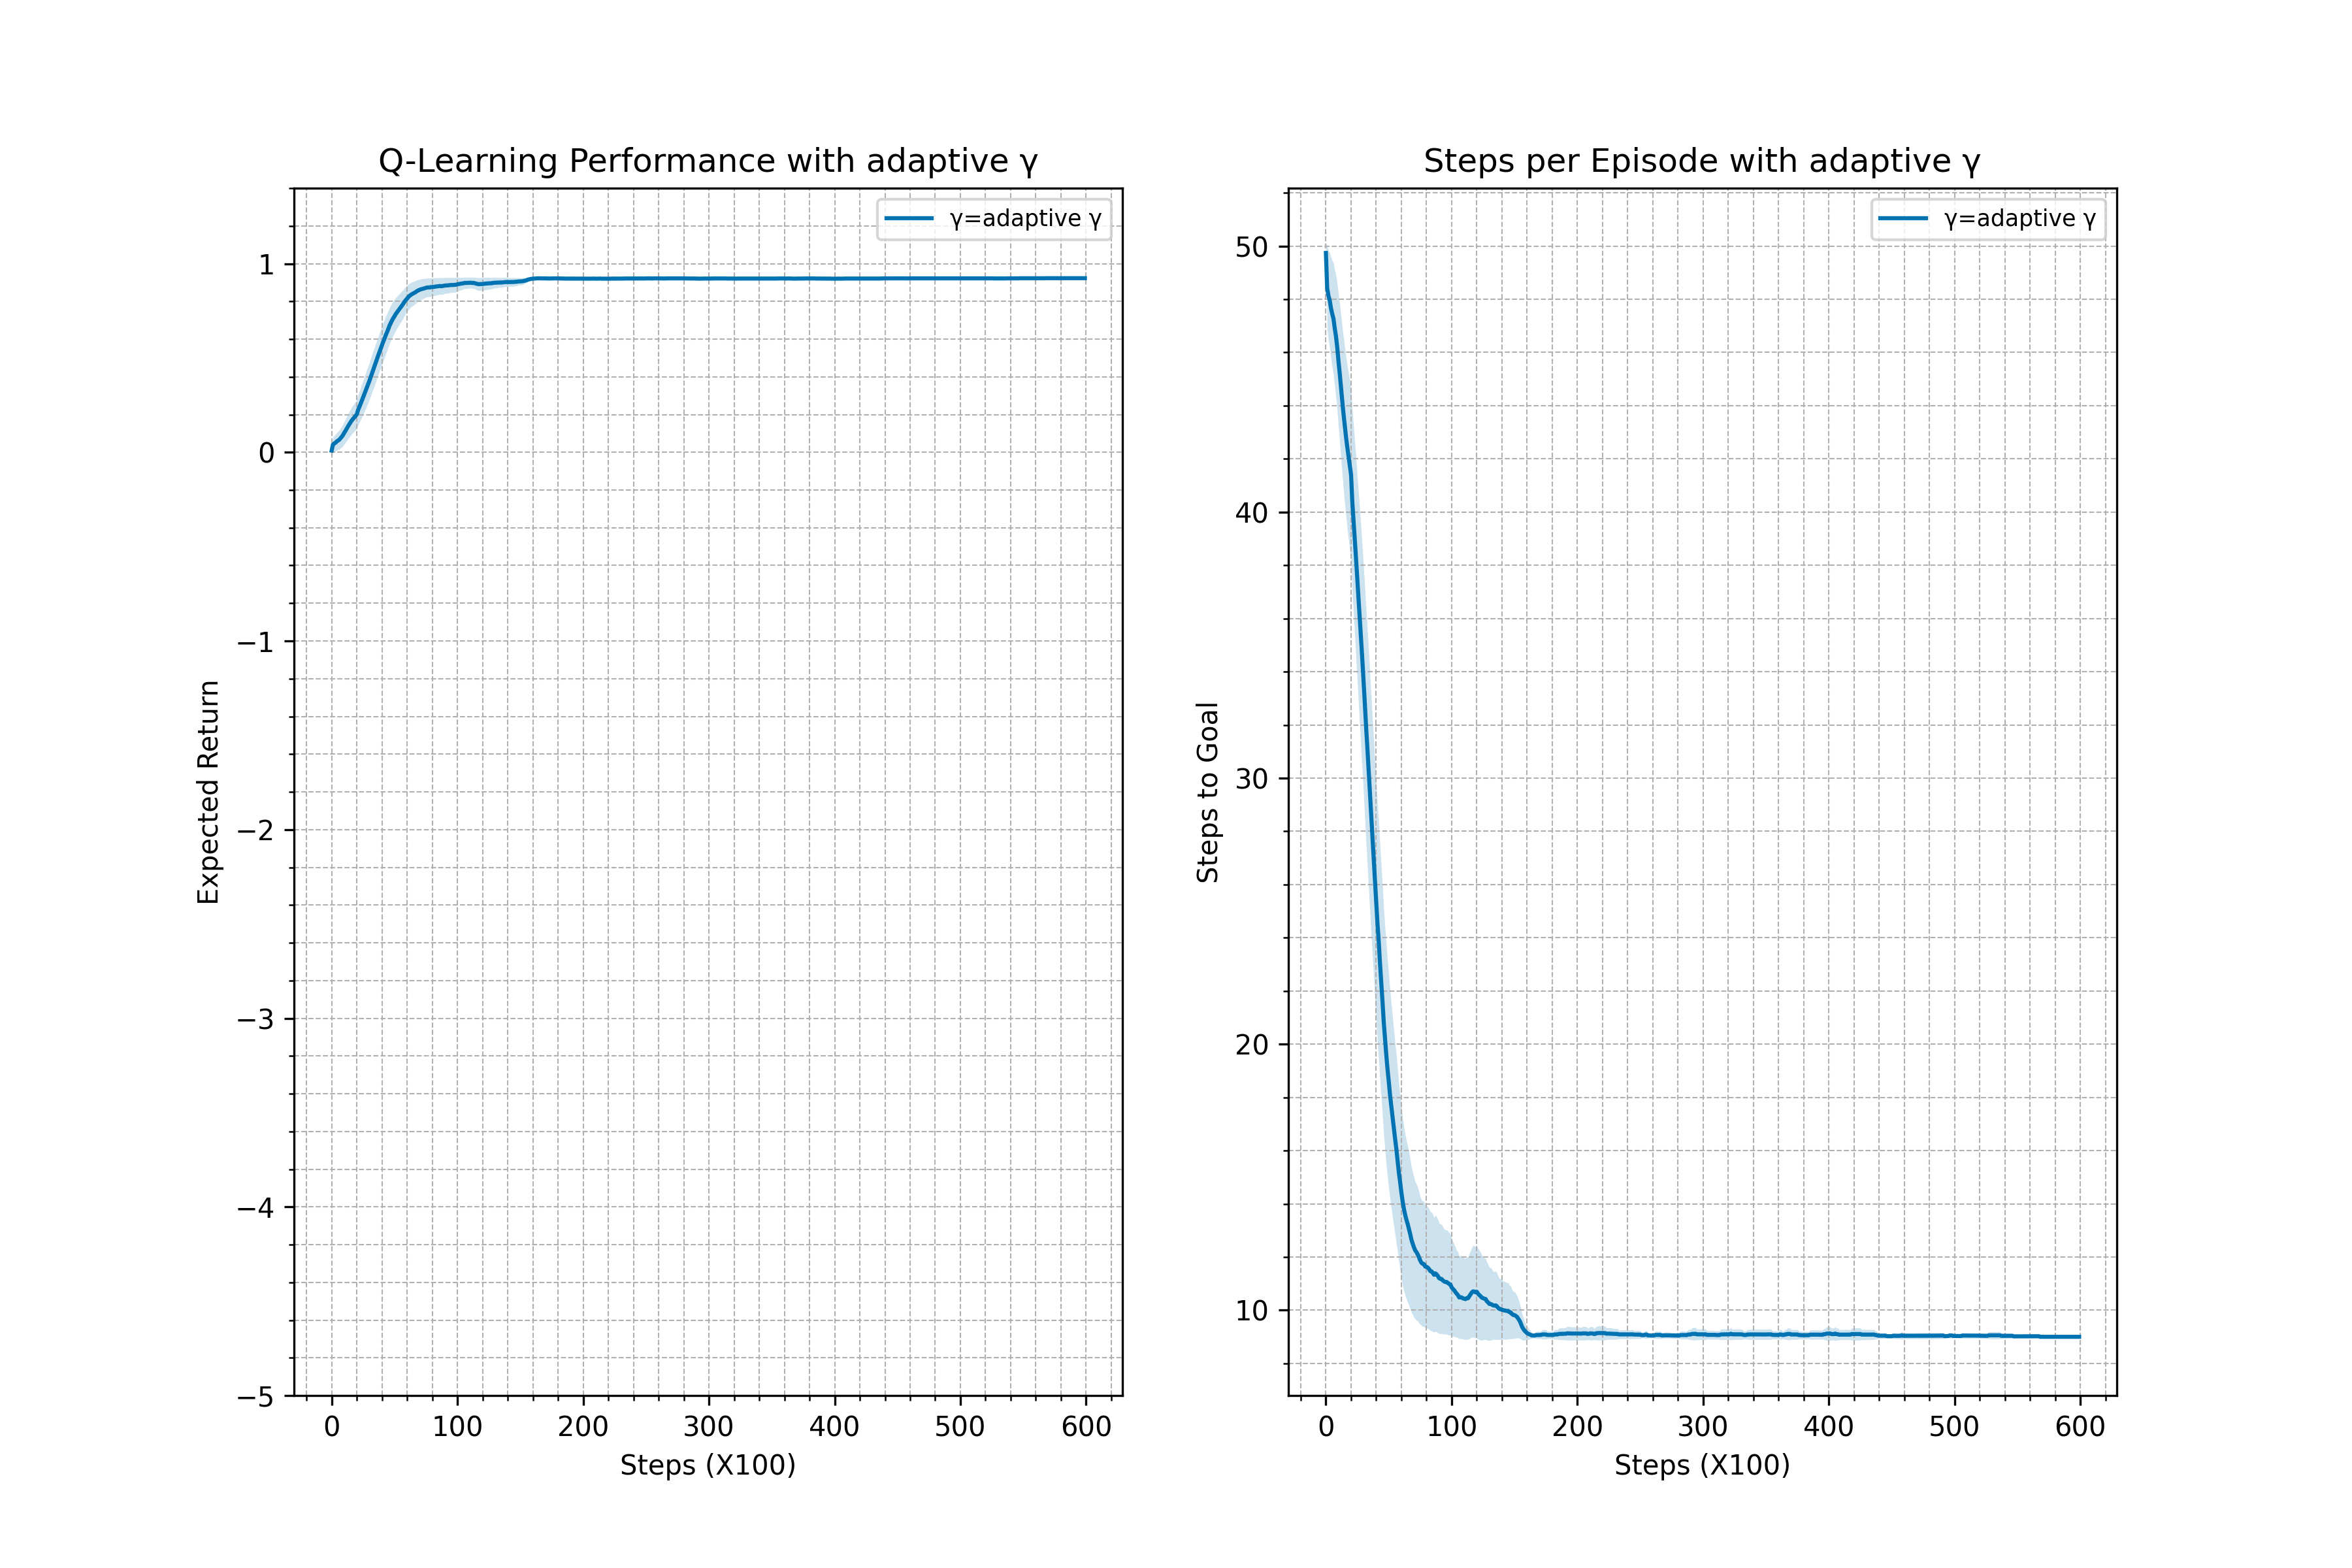 Q-Learning Performance with adaptive γ
γ=adaptive γ
Expected Return
1
0
−1
−2
−3
−4
−5
0 100 200 300 400 500 600
Steps (X100)
Steps per Episode with adaptive γ
γ=adaptive γ
Steps to Goal
50
40
30
20
10
0 100 200 300 400 500 600
Steps (X100)